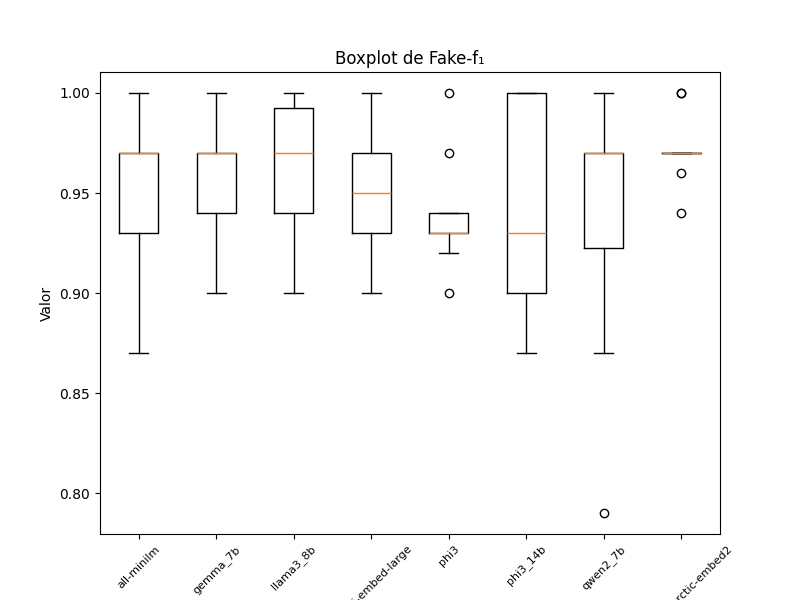 Boxplot de Fake-f₁
1.00
0.95
0.90
0.85
0.80
Valor
all-minilm
gemma_7b
llama3_8b
-embed-large
phi3
phi3_14b
qwen2_7b
rctic-embed2